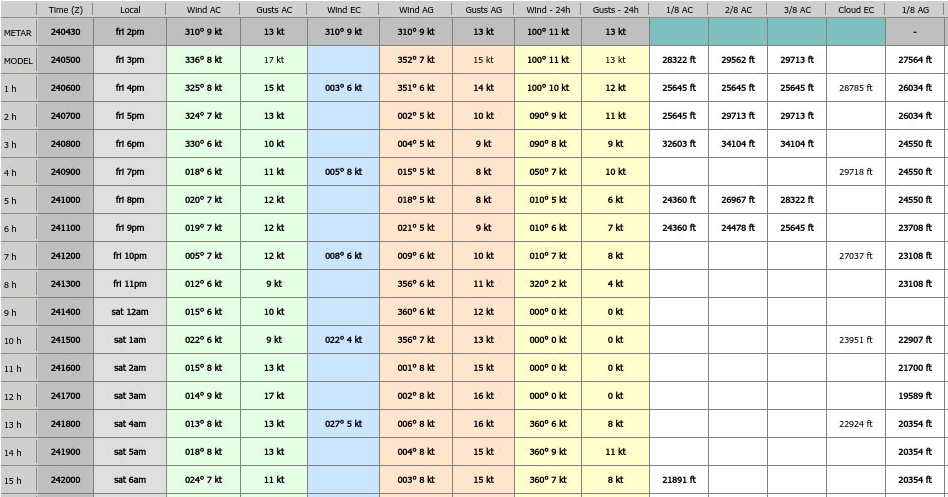 Time (Z) Local Wind AC Gusts AC Wind EC Wind AG Gusts AG Wind - 24h Gusts - 24h 1/8 AC 2/8 AC 3/8 AC Cloud EC 1/8 AG
METAR 240430 fri 2pm 310° 9 kt 13 kt 310° 9 kt 310° 9 kt 13 kt 100° 11 kt 13 kt -
MODEL 240500 fri 3pm 336° 8 kt 17 kt 352° 7 kt 15 kt 100° 11 kt 13 kt 28322 ft 29562 ft 29713 ft 27564 ft
1 h 240600 fri 4pm 325° 8 kt 15 kt 003° 6 kt 351° 6 kt 14 kt 100° 10 kt 12 kt 25645 ft 25645 ft 25645 ft 28785 ft 26034 ft
2 h 240700 fri 5pm 324° 7 kt 13 kt 002° 5 kt 10 kt 090° 9 kt 11 kt 25645 ft 29713 ft 29713 ft 26034 ft
3 h 240800 fri 6pm 330° 6 kt 10 kt 004° 5 kt 9 kt 090° 8 kt 9 kt 32603 ft 34104 ft 34104 ft 24550 ft
4 h 240900 fri 7pm 018° 6 kt 11 kt 005° 8 kt 015° 5 kt 8 kt 050° 7 kt 10 kt 29718 ft 24550 ft
5 h 241000 fri 8pm 020° 7 kt 12 kt 018° 5 kt 8 kt 010° 5 kt 6 kt 24360 ft 26967 ft 28322 ft 24550 ft
6 h 241100 fri 9pm 019° 7 kt 12 kt 021° 5 kt 9 kt 010° 6 kt 7 kt 24360 ft 24478 ft 25645 ft 23708 ft
7 h 241200 fri 10pm 005° 7 kt 12 kt 008° 6 kt 009° 6 kt 10 kt 010° 7 kt 8 kt 27037 ft 23108 ft
8 h 241300 fri 11pm 012° 6 kt 9 kt 356° 6 kt 11 kt 320° 2 kt 4 kt 23108 ft
9 h 241400 sat 12am 015° 6 kt 10 kt 360° 6 kt 12 kt 000° 0 kt 0 kt
10 h 241500 sat 1am 022° 6 kt 9 kt 022° 4 kt 356° 7 kt 13 kt 000° 0 kt 0 kt 23951 ft 22907 ft
11 h 241600 sat 2am 015° 8 kt 13 kt 001° 8 kt 15 kt 000° 0 kt 0 kt 21700 ft
12 h 241700 sat 3am 014° 9 kt 17 kt 002° 8 kt 16 kt 000° 0 kt 0 kt 19589 ft
13 h 241800 sat 4am 013° 8 kt 13 kt 027° 5 kt 006° 8 kt 16 kt 360° 6 kt 8 kt 22924 ft 20354 ft
14 h 241900 sat 5am 018° 8 kt 13 kt 004° 8 kt 15 kt 360° 9 kt 11 kt 20354 ft
15 h 242000 sat 6am 024° 7 kt 11 kt 003° 8 kt 15 kt 360° 7 kt 8 kt 21891 ft 20354 ft